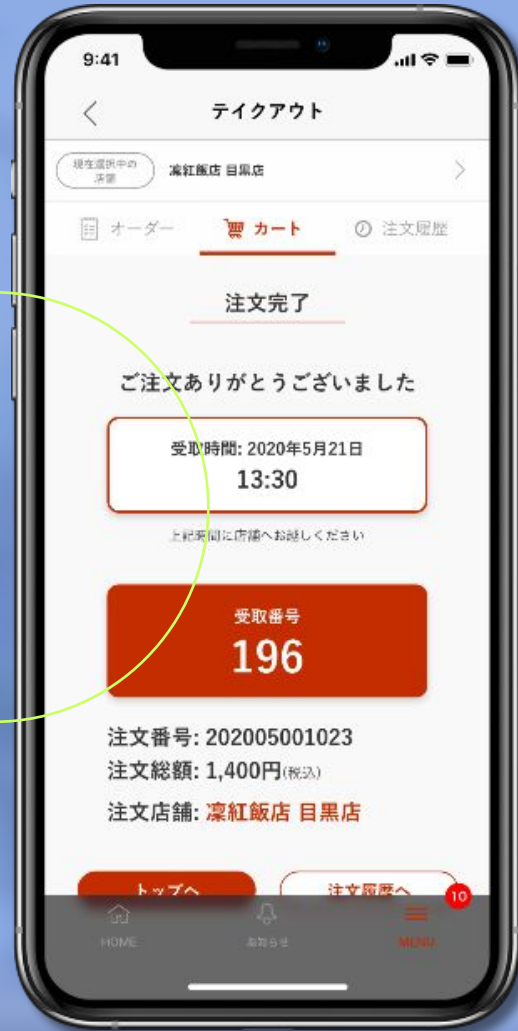 9:41
テイクアウト
現在選択中の
店舗
凜紅飯店 目黒店
オーダー
カート
注文履歴
注文完了
ご注文ありがとうございました
受取時間: 2020年5月21日
13:30
上記時間に店舗へお越しください
受取番号
196
注文番号: 202005001023
注文総額: 1,400円(税込)
注文店舗: 凜紅飯店 目黒店
トップへ
注文履歴へ
10
HOME
お知らせ
MENU